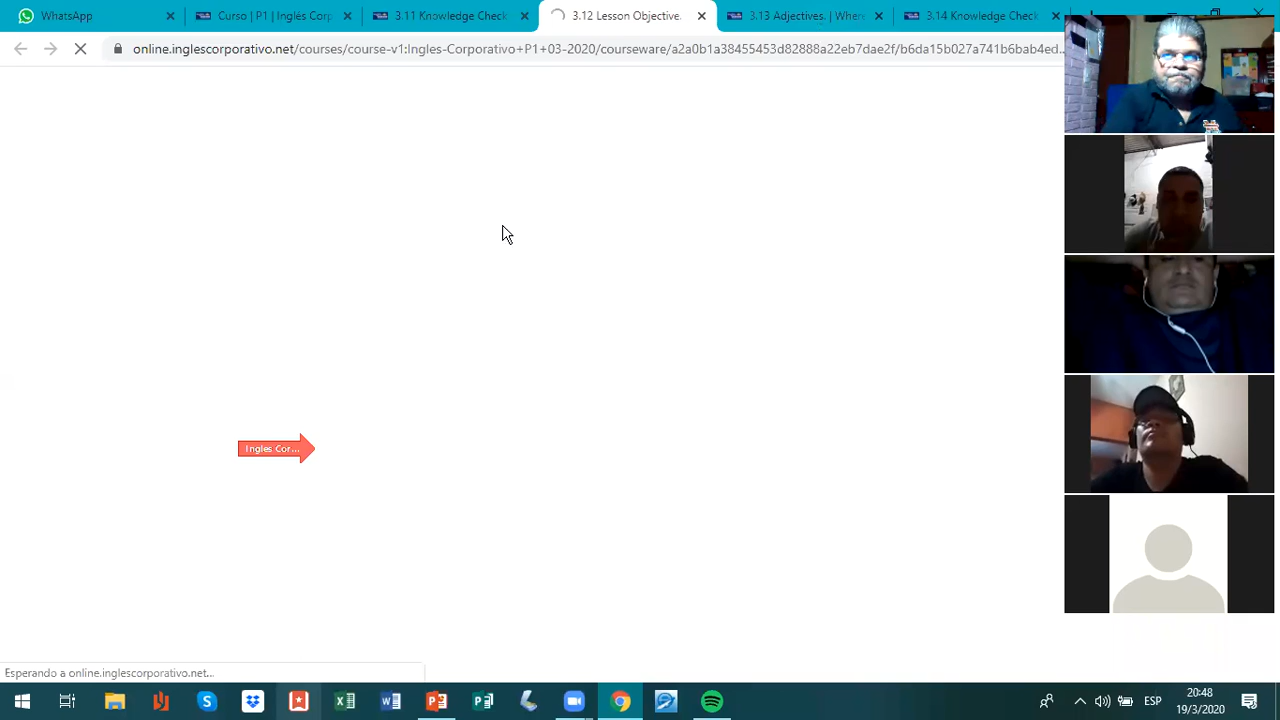 WhatsApp
Curso | P1 | Inglés Corp
3.11 Knowledge Check
3.12 Lesson Objective.
3.13 Adjectives. | Where
3.14 Knowledge Check
online.inglescorporativo.net/courses/course-v1:Ingles-Corporativo+P1+03-2020/courseware/a2a0b1a38455453d82888a22eb7dae2f/b6da15b027a741b6bab4ed...
Ingles Cor...
Esperando a online.inglescorporativo.net...
ESP
20:48
19/3/2020